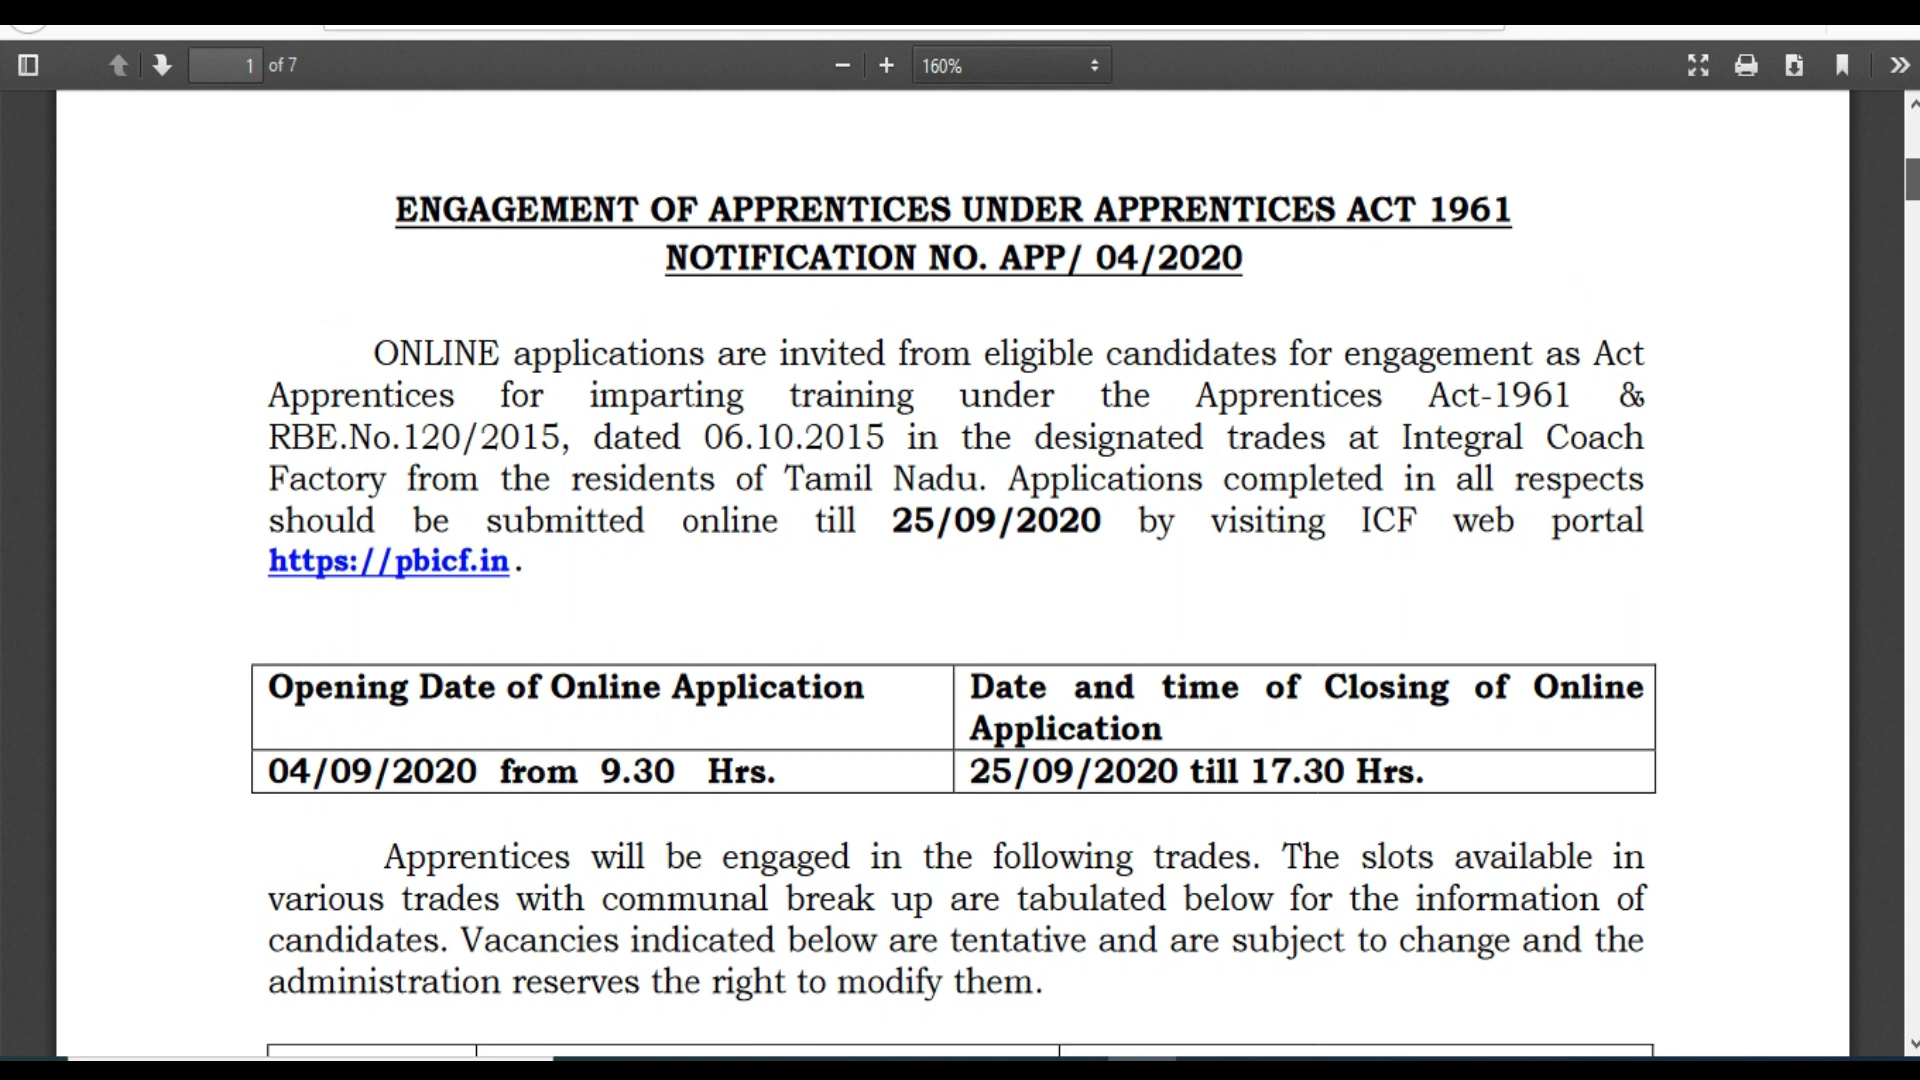 1 of 7
160%
ENGAGEMENT OF APPRENTICES UNDER APPRENTICES ACT 1961
NOTIFICATION NO. APP/ 04/2020
ONLINE applications are invited from eligible candidates for engagement as Act
Apprentices for imparting training under the Apprentices Act-1961 &
RBE.No.120/2015, dated 06.10.2015 in the designated trades at Integral Coach
Factory from the residents of Tamil Nadu. Applications completed in all respects
should be submitted online till 25/09/2020 by visiting ICF web portal
https://pbicf.in.
Opening Date of Online Application
Date and time of Closing of Online
Application
04/09/2020 from 9.30 Hrs.
25/09/2020 till 17.30 Hrs.
Apprentices will be engaged in the following trades. The slots available in
various trades with communal break up are tabulated below for the information of
candidates. Vacancies indicated below are tentative and are subject to change and the
administration reserves the right to modify them.